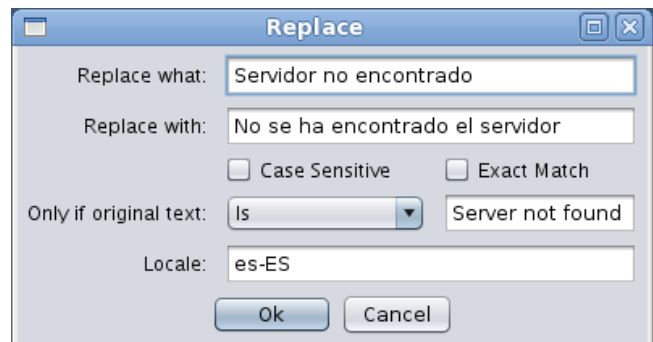 Replace
Replace what: Servidor no encontrado
Replace with: No se ha encontrado el servidor
Case Sensitive Exact Match
Only if original text: Is Server not found
Locale: es-ES
Ok Cancel